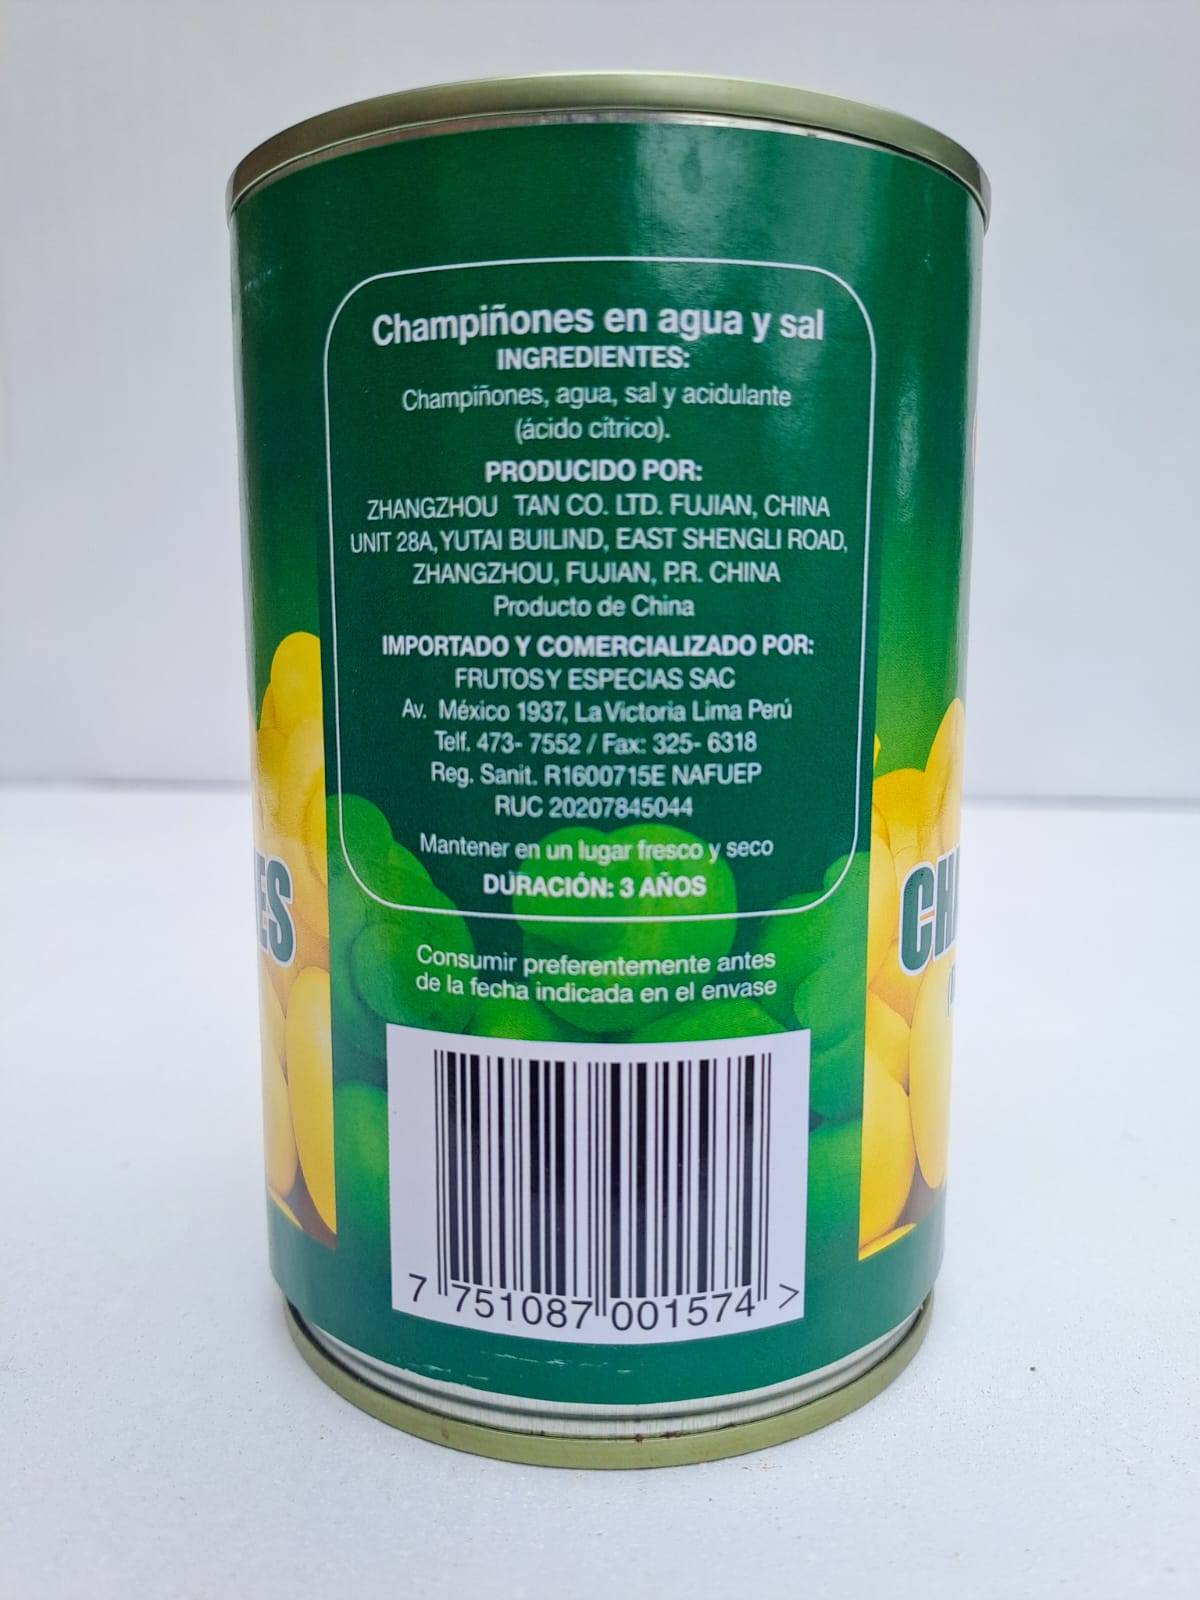 Champiñones en agua y sal
INGREDIENTES:
Champiñones, agua, sal y acidulante
(ácido cítrico).
PRODUCIDO POR:
ZHANGZHOU TAN CO. LTD. FUJIAN, CHINA
UNIT 28A, YUTAI BUILIND, EAST SHENGLI ROAD,
ZHANGZHOU, FUJIAN, P.R. CHINA
Producto de China
IMPORTADO Y COMERCIALIZADO POR:
FRUTOS Y ESPECIAS SAC
Av. México 1937, La Victoria Lima Perú
Telf. 473- 7552 / Fax: 325- 6318
Reg. Sanit. R1600715E NAFUEP
RUC 20207845044
Mantener en un lugar fresco y seco
DURACIÓN: 3 AÑOS
Consumir preferentemente antes
de la fecha indicada en el envase
7 751087 001574 >